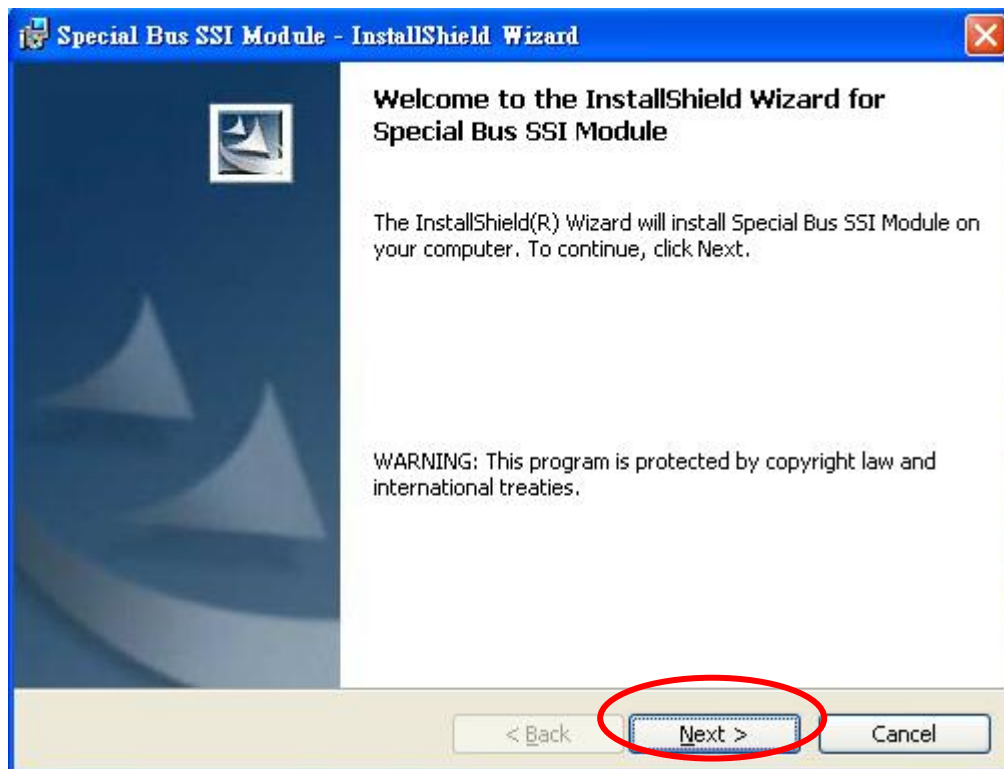 Special Bus SSI Module - InstallShield Wizard
Welcome to the InstallShield Wizard for
Special Bus SSI Module
The InstallShield(R) Wizard will install Special Bus SSI Module on
your computer. To continue, click Next.
WARNING: This program is protected by copyright law and
international treaties.
< Back
Next >
Cancel